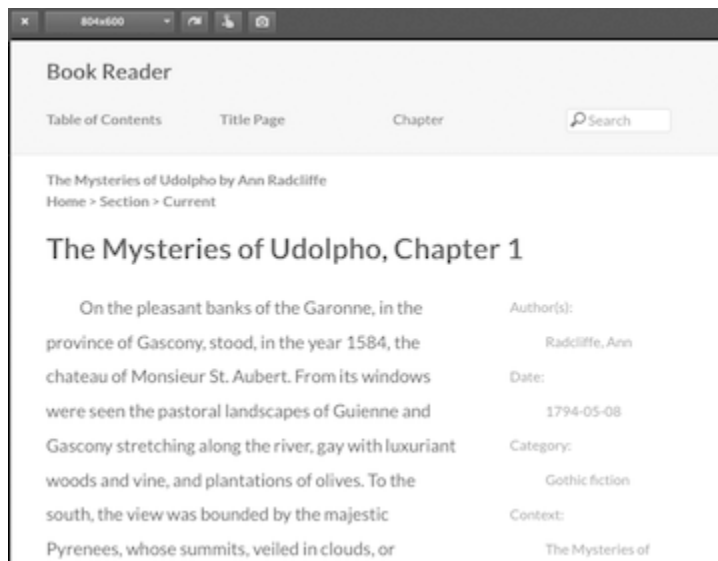 × 804x600
Book Reader
Table of Contents Title Page Chapter Search
The Mysteries of Udolpho by Ann Radcliffe
Home > Section > Current
The Mysteries of Udolpho, Chapter 1
On the pleasant banks of the Garonne, in the
province of Gascony, stood, in the year 1584, the
chateau of Monsieur St. Aubert. From its windows
were seen the pastoral landscapes of Guienne and
Gascony stretching along the river, gay with luxuriant
woods and vine, and plantations of olives. To the
south, the view was bounded by the majestic
Pyrenees, whose summits, veiled in clouds, or
Author(s):
Radcliffe, Ann
Date:
1794-05-08
Category:
Gothic fiction
Context:
The Mysteries of